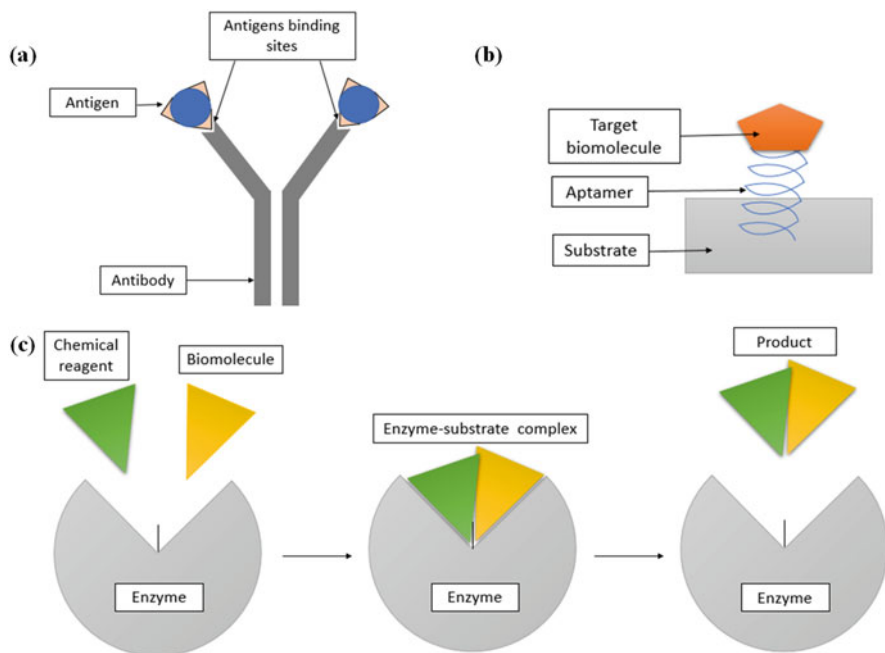 (a)
Antigens binding
sites
Antigen
Antibody
(b)
Target
biomolecule
Aptamer
Substrate
(c)
Chemical
reagent
Biomolecule
Enzyme
Enzyme-substrate complex
Enzyme
Product
Enzyme